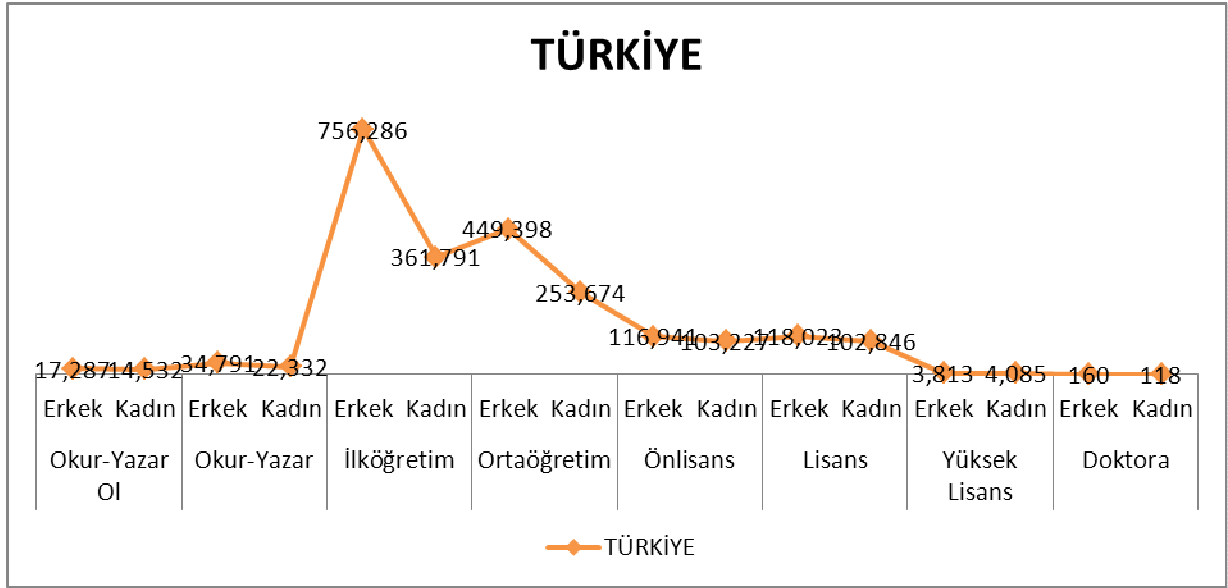 TÜRKİYE
756,286
449,398
361,791
253,674
116,941 103,227 118,023 102,846
17,287 14,532 34,791 22,332 3,813 4,085 160 118
Erkek Kadın Erkek Kadın Erkek Kadın Erkek Kadın Erkek Kadın Erkek Kadın Erkek Kadın Erkek Kadın
Okur-Yazar Okur-Yazar İlköğretim Ortaöğretim Önlisans Lisans Yüksek Doktora
Ol Lisans
TÜRKİYE